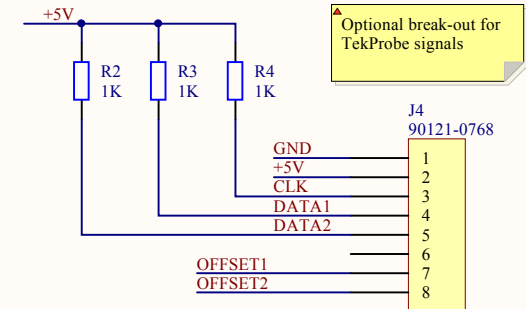 +5V
Optional break-out for
TekProbe signals
R2
1K
R3
1K
R4
1K
J4
90121-0768
GND
1
+5V
2
CLK
3
DATA1
4
DATA2
5
6
OFFSET1
7
OFFSET2
8